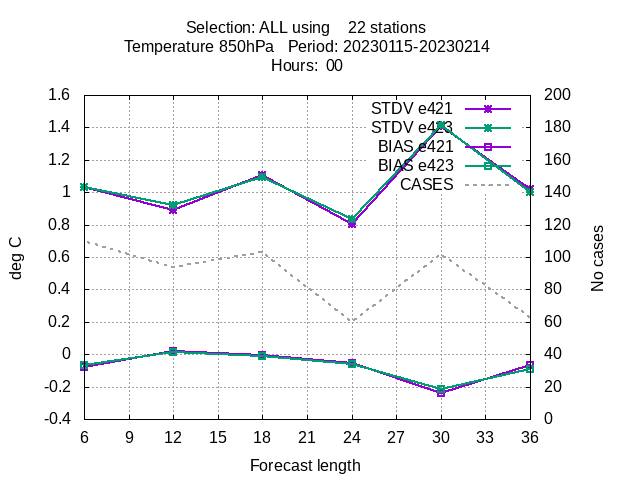 Selection: ALL using    22 stations
Temperature 850hPa   Period: 20230115-20230214
Hours:  00
1.6
1.4
1.2
1
0.8
0.6
0.4
0.2
0
-0.2
-0.4
deg C
STDV e421
STDV e423
BIAS e421
BIAS e423
CASES
200
180
160
140
120
100
80
60
40
20
0
No cases
6 9 12 15 18 21 24 27 30 33 36
Forecast length